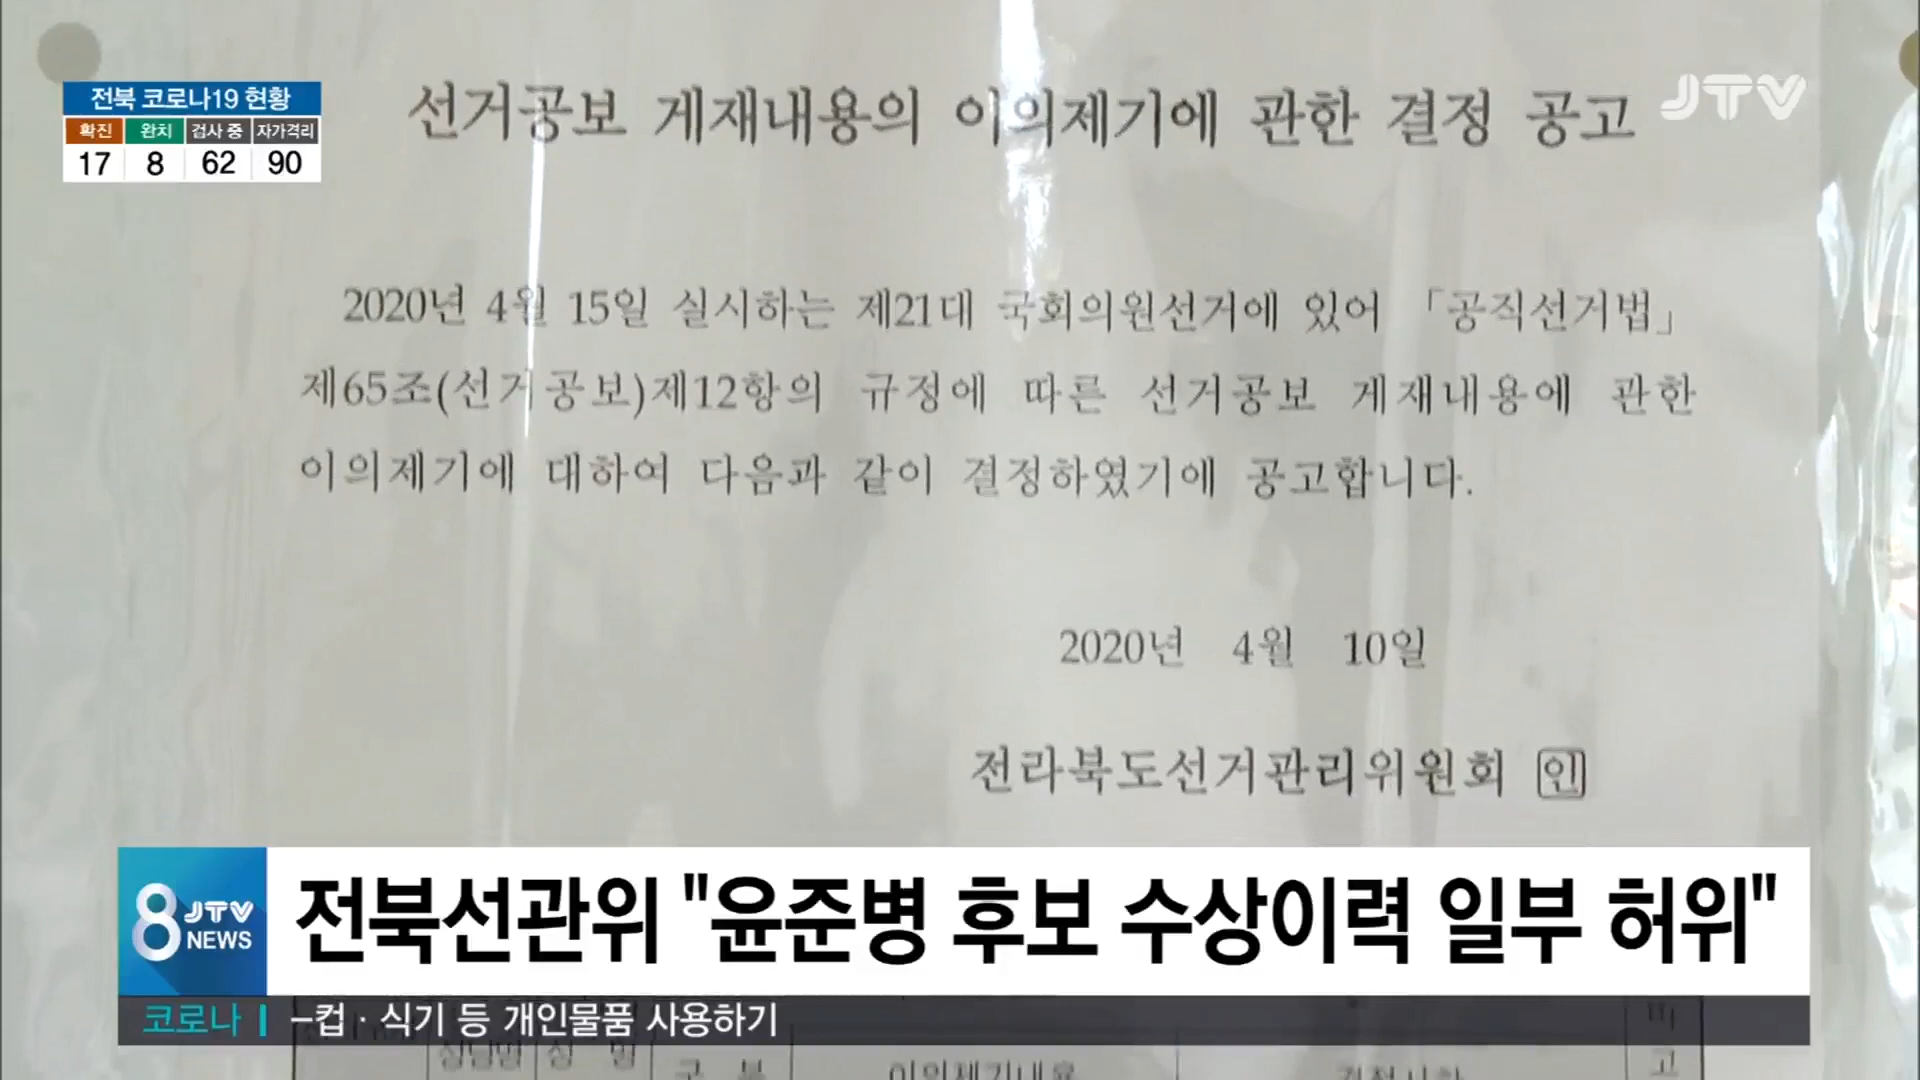 선거공보 게재내용의 이의제기에 관한 결정 공고
JTV
전북 코로나19 현황
확진 완치 검사 중 자가격리
17 8 62 90
2020년 4월 15일 실시하는 제21대 국회의원선거에 있어 「공직선거법」
제65조(선거공보)제12항의 규정에 따른 선거공보 게재내용에 관한
이의제기에 대하여 다음과 같이 결정하였기에 공고합니다.
2020년 4월 10일
전라북도선거관리위원회 인
8 JTV NEWS
전북선관위 "윤준병 후보 수상이력 일부 허위"
코로나 -컵·식기 등 개인물품 사용하기
이의제기내용